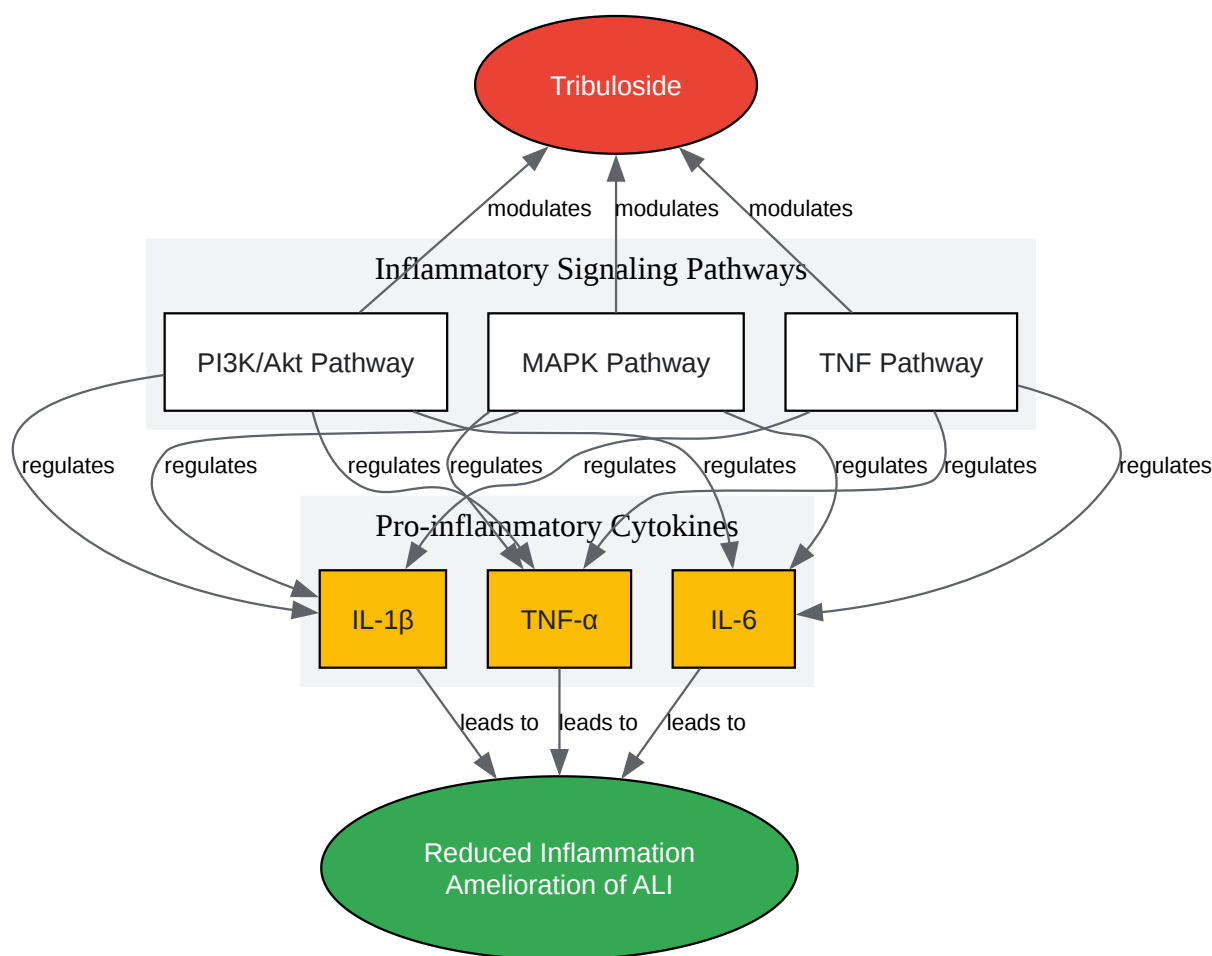 Tribuloside
modulates
modulates
modulates
Inflammatory Signaling Pathways
PI3K/Akt Pathway
MAPK Pathway
TNF Pathway
regulates
regulates
regulates
regulates
regulates
regulates
regulates
regulates
regulates
Pro-inflammatory Cytokines
IL-1β
TNF-α
IL-6
leads to
leads to
leads to
Reduced Inflammation
Amelioration of ALI